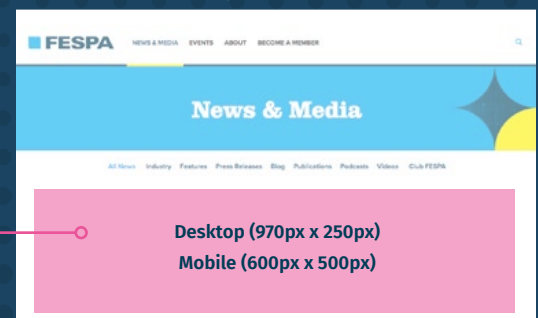 FESPA NEWS & MEDIA EVENTS ABOUT BECOME A MEMBER
News & Media
All News Industry Features Press Releases Blog Publications Podcasts Videos Club FESPA
Desktop (970px x 250px)
Mobile (600px x 500px)